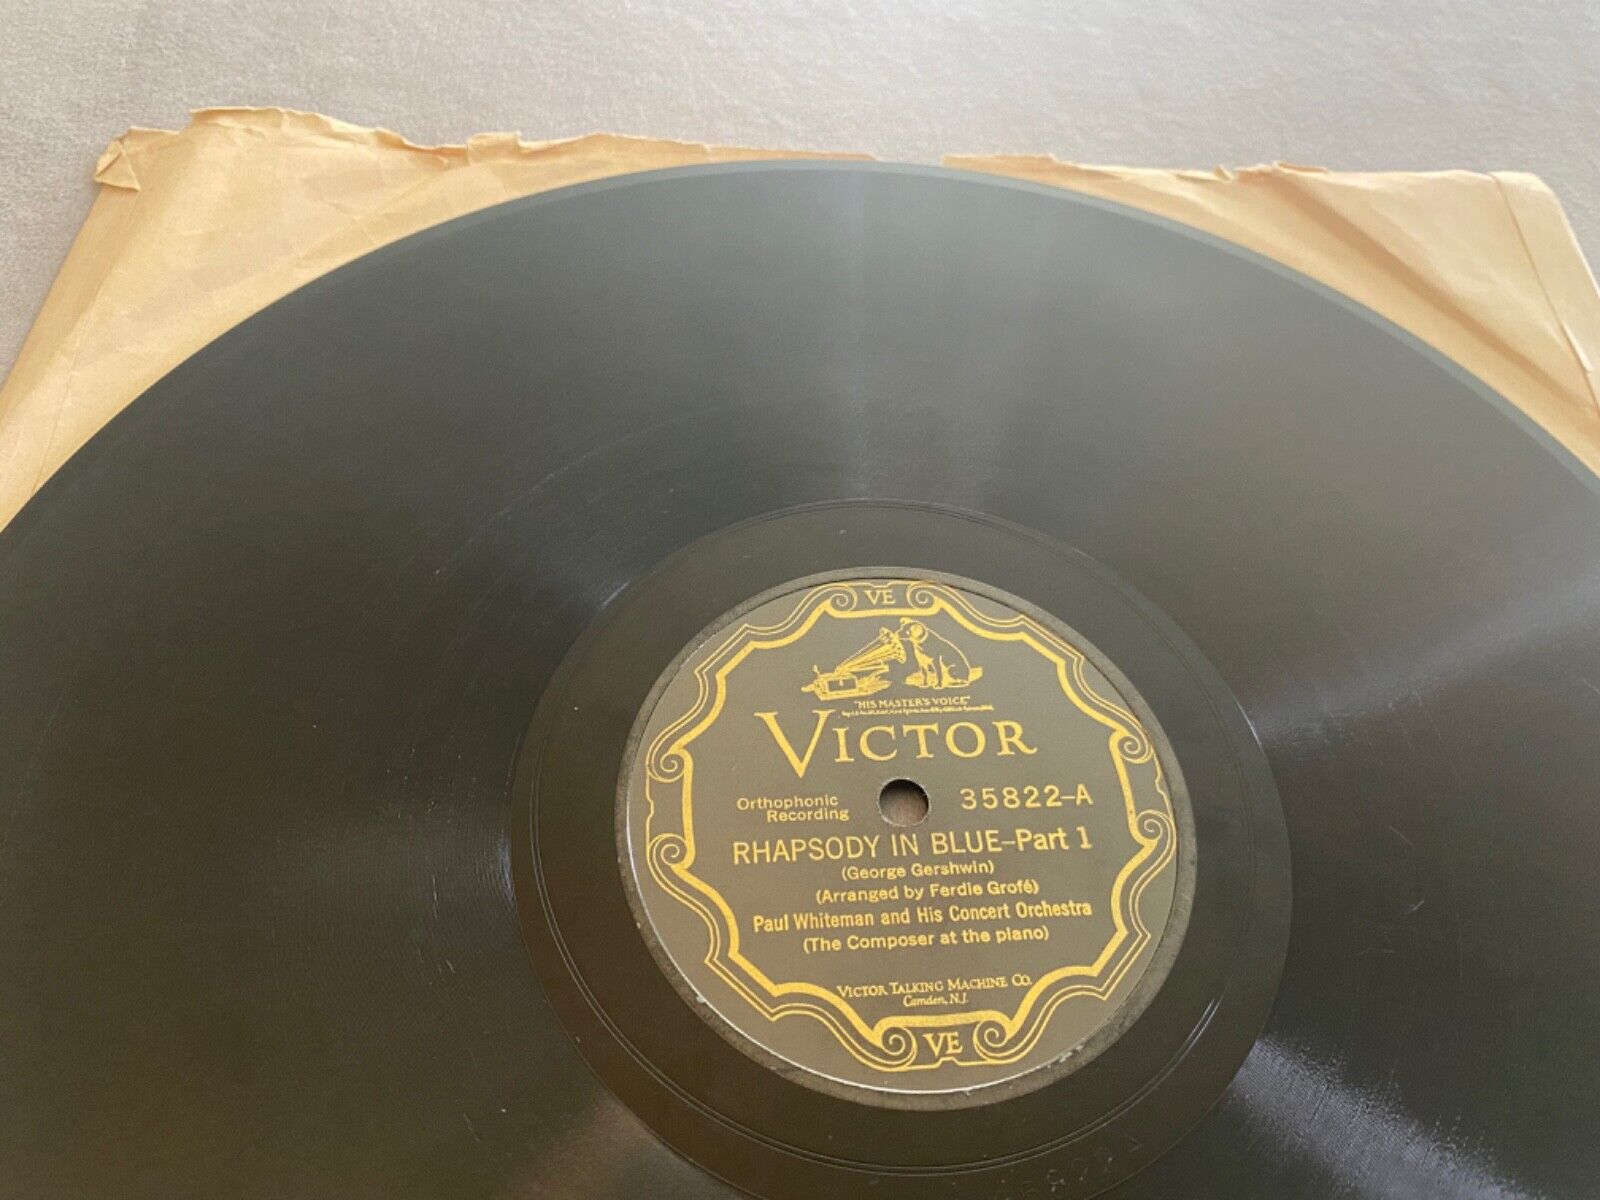 VE
"HIS MASTER'S VOICE"
VICTOR
Orthophonic
Recording
35822-A
RHAPSODY IN BLUE-Part 1
(George Gershwin)
(Arranged by Ferdie Grofé)
Paul Whiteman and His Concert Orchestra
(The Composer at the piano)
VICTOR TALKING MACHINE CO.
Camden, N.J.
VE